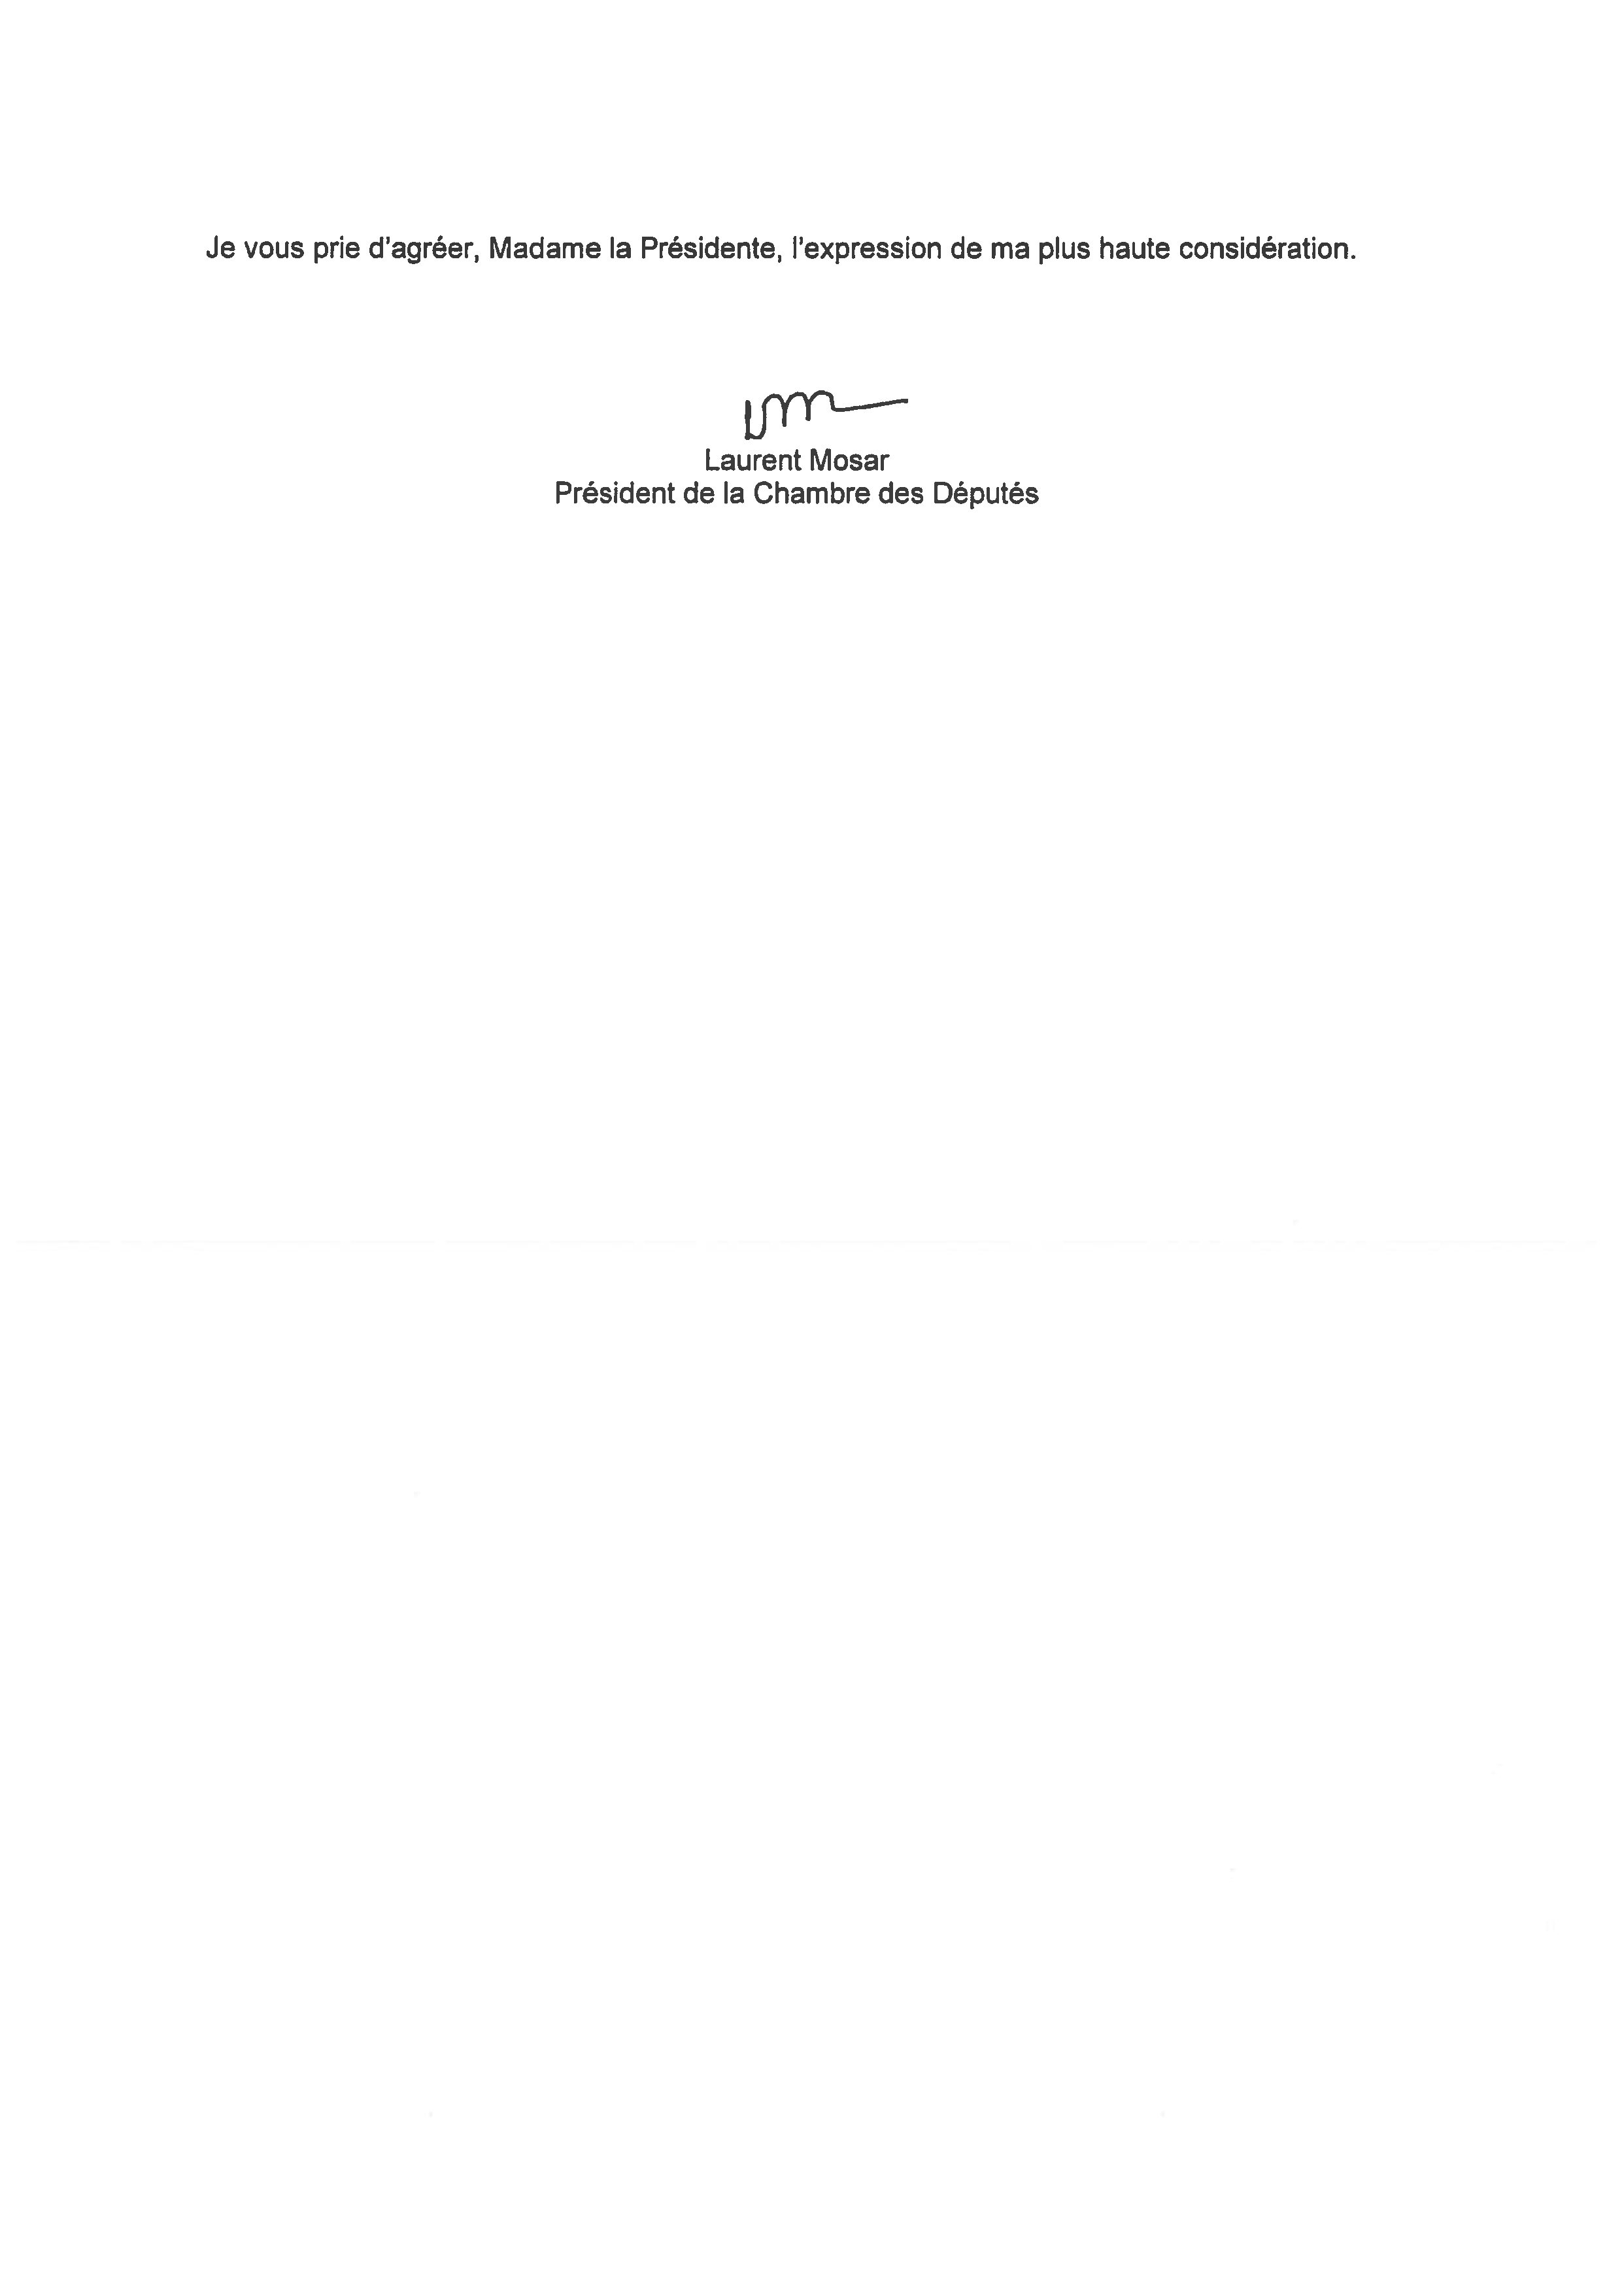 Je vous prie d'agréer, Madame la Présidente, l'expression de ma plus haute considération.
Laurent Mosar
Président de la Chambre des Députés